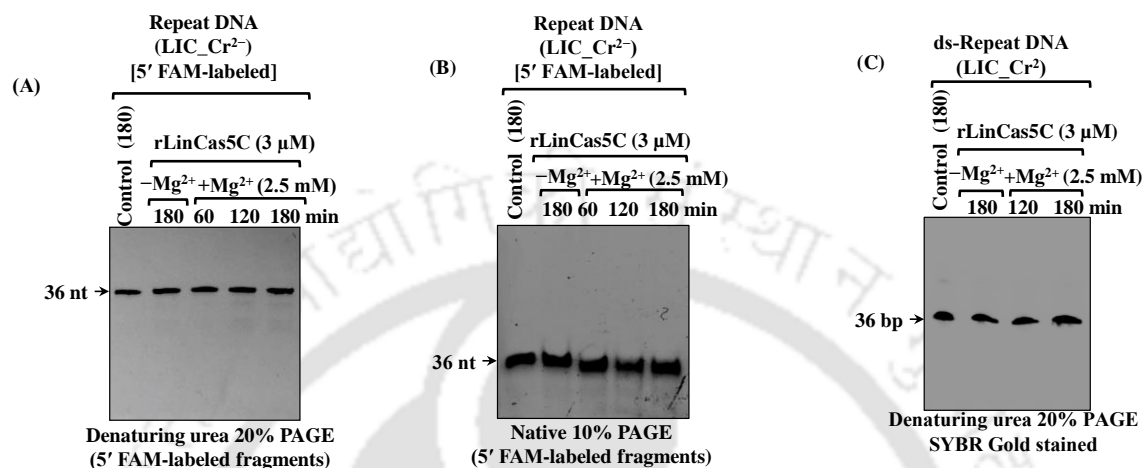 (A)
Repeat DNA
(LIC_Cr²⁻)
[5′ FAM-labeled]
Control (180)
rLinCas5C (3 µM)
−Mg²⁺ +Mg²⁺ (2.5 mM)
180 60 120 180 min
36 nt
Denaturing urea 20% PAGE
(5′ FAM-labeled fragments)
(B)
Repeat DNA
(LIC_Cr²⁻)
[5′ FAM-labeled]
Control (180)
rLinCas5C (3 µM)
−Mg²⁺ +Mg²⁺ (2.5 mM)
180 60 120 180 min
36 nt
Native 10% PAGE
(5′ FAM-labeled fragments)
(C)
ds-Repeat DNA
(LIC_Cr²)
Control (180)
rLinCas5C (3 µM)
−Mg²⁺ +Mg²⁺ (2.5 mM)
180 120 180 min
36 bp
Denaturing urea 20% PAGE
SYBR Gold stained